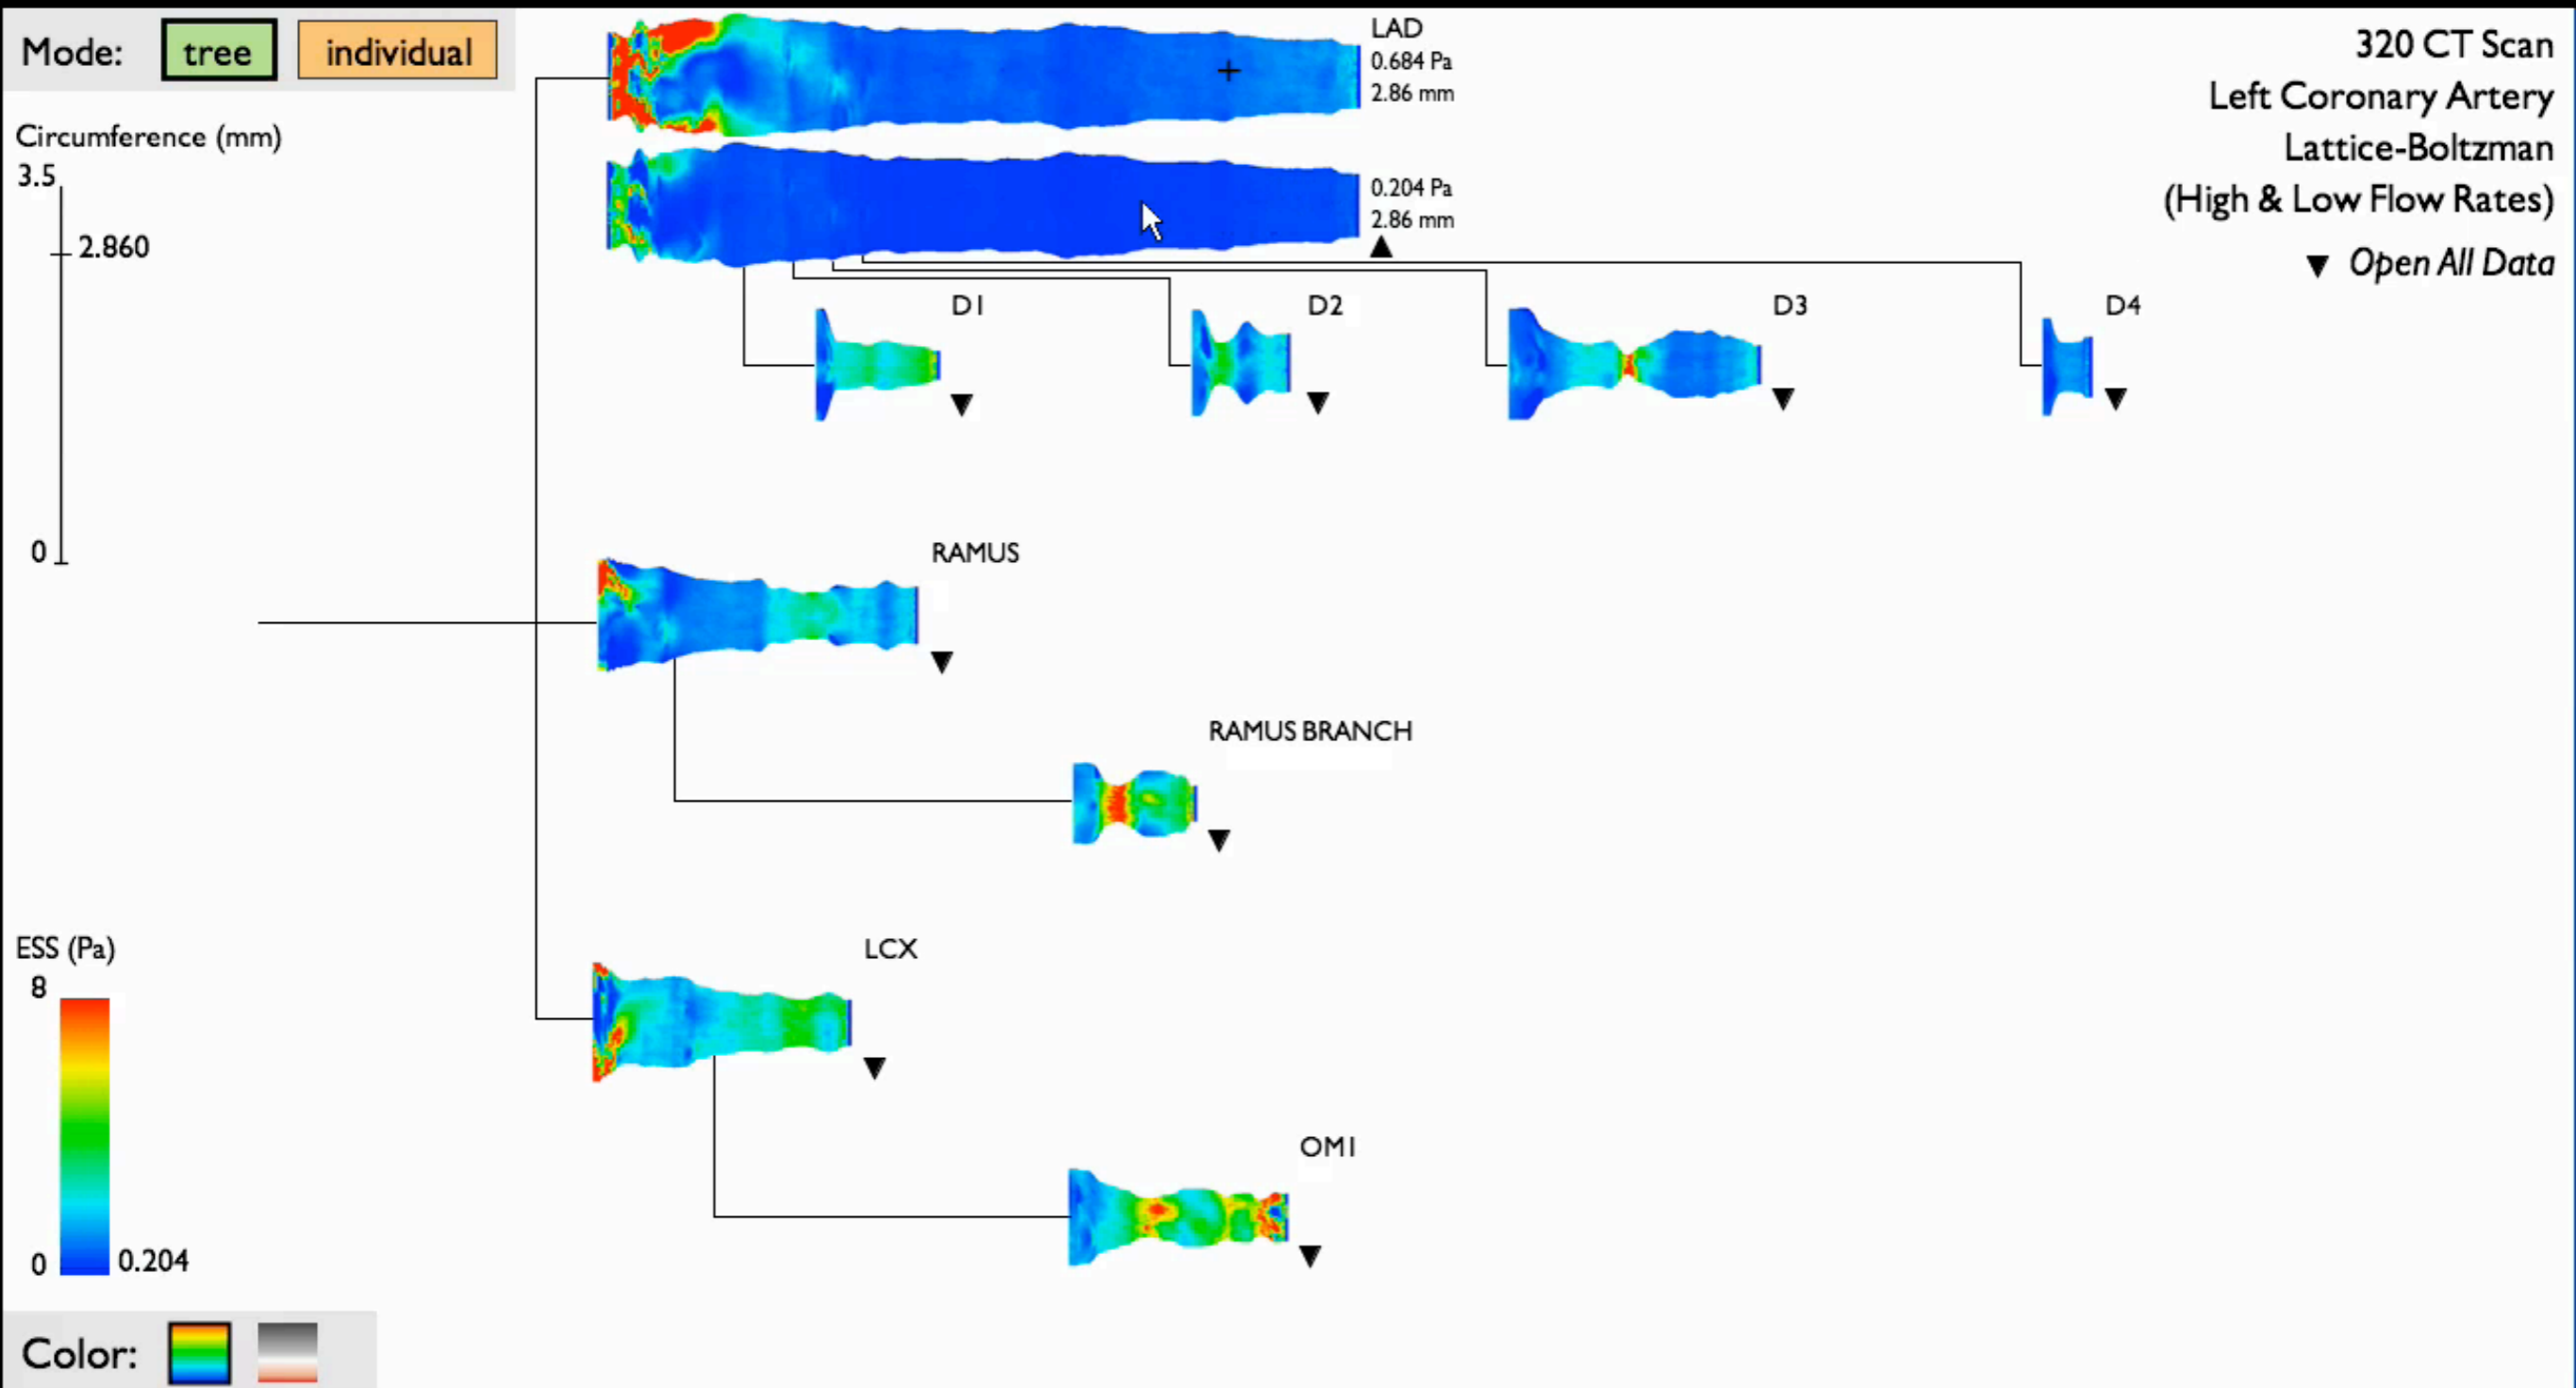 Mode: tree individual
Circumference (mm)
3.5
2.860
0
LAD
0.684 Pa
2.86 mm
0.204 Pa
2.86 mm
320 CT Scan
Left Coronary Artery
Lattice-Boltzman
(High & Low Flow Rates)
▼ Open All Data
D1
D2
D3
D4
RAMUS
RAMUS BRANCH
LCX
OM1
ESS (Pa)
8
0
0.204
Color: